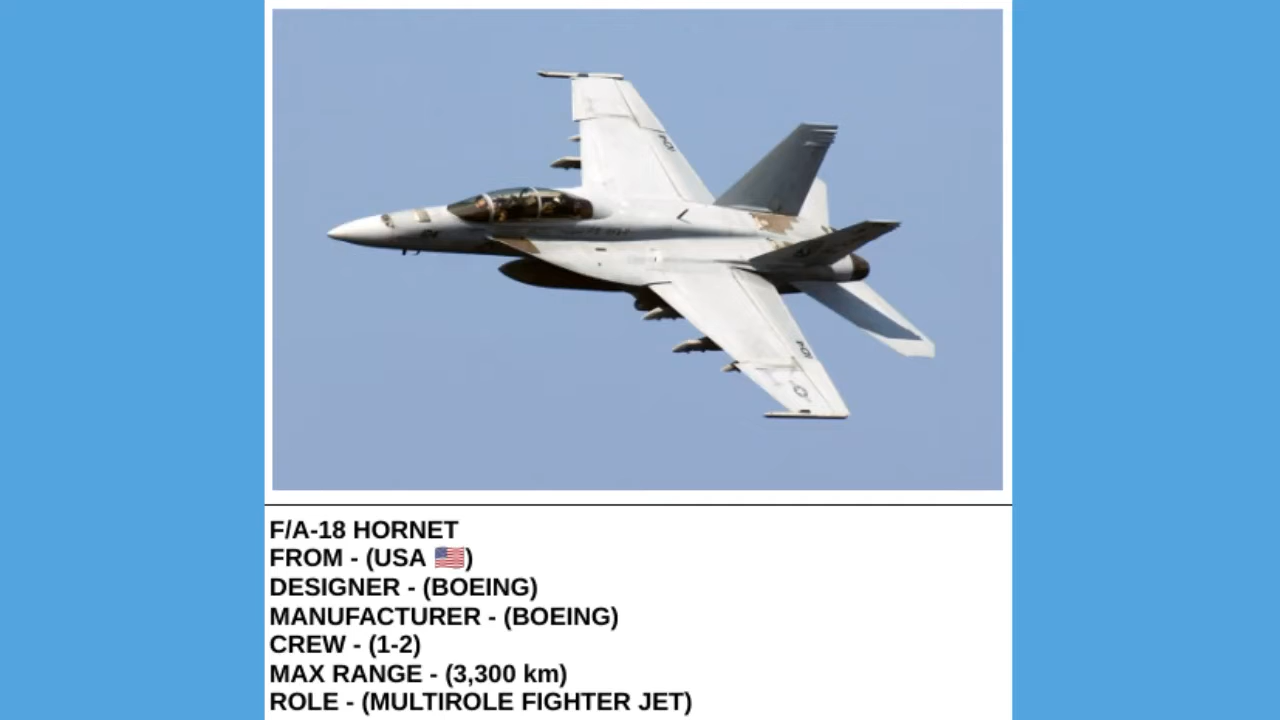 F/A-18 HORNET
FROM - (USA 🇺🇸)
DESIGNER - (BOEING)
MANUFACTURER - (BOEING)
CREW - (1-2)
MAX RANGE - (3,300 km)
ROLE - (MULTIROLE FIGHTER JET)